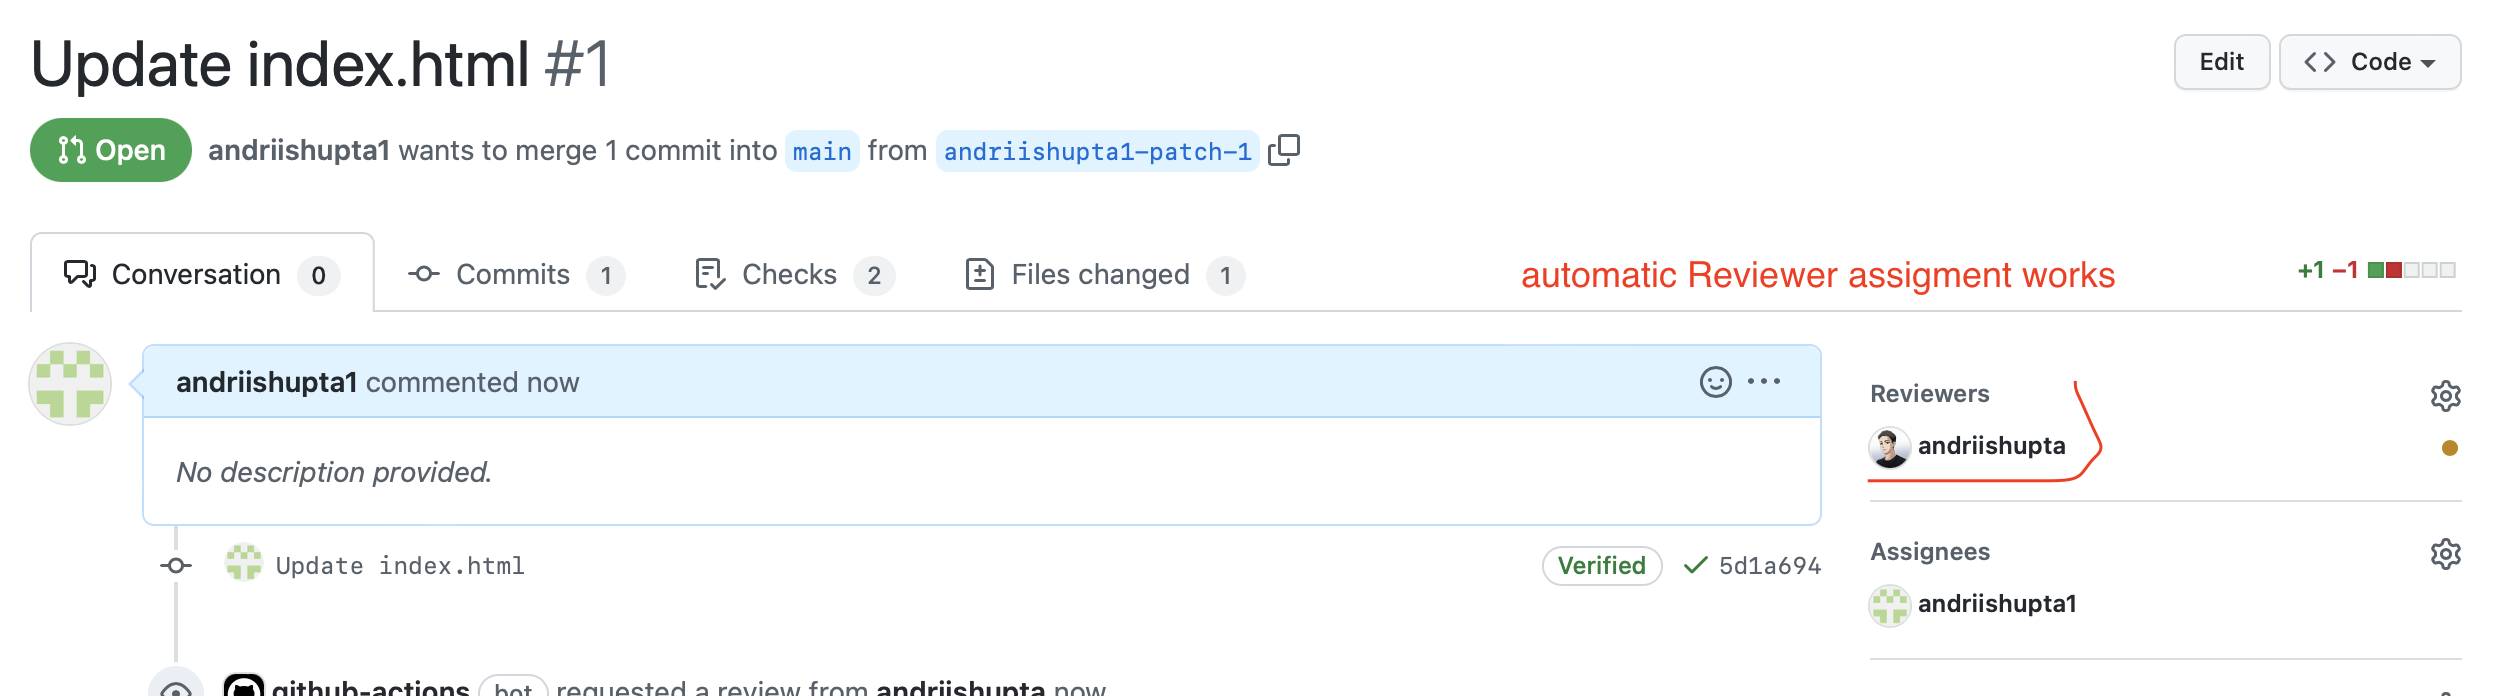 Update index.html #1
Edit
Code
Open
andriishupta1 wants to merge 1 commit into main from andriishupta1-patch-1
Conversation 0
Commits 1
Checks 2
Files changed 1
automatic Reviewer assigment works
+1 −1
andriishupta1 commented now
No description provided.
Reviewers
andriishupta
Assignees
andriishupta1
Update index.html
Verified
5d1a694
github-actions bot requested a review from andriishupta now